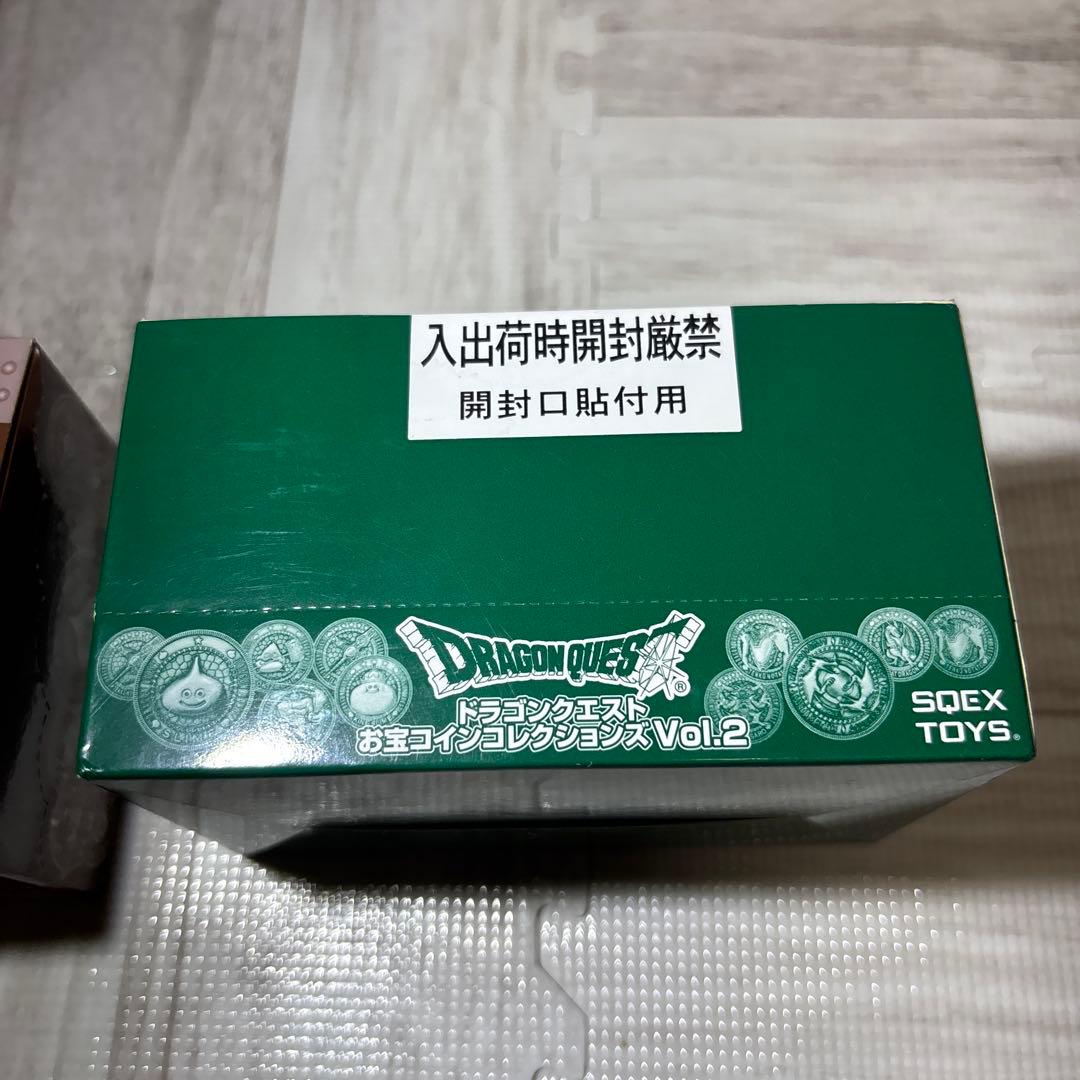 入出荷時開封厳禁
開封口貼付用
DRAGON QUEST®
ドラゴンクエスト
お宝コインコレクションズ Vol.2
SQEX
TOYS®